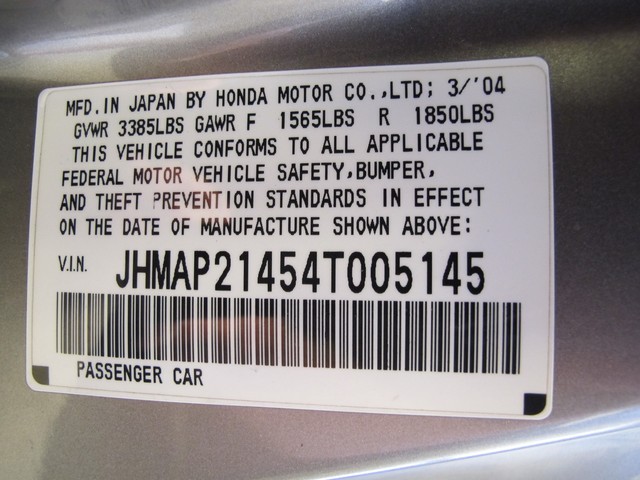 MFD.IN JAPAN BY HONDA MOTOR CO.,LTD; 3/'04
GVWR 3385LBS GAWR F 1565LBS R 1850LBS
THIS VEHICLE CONFORMS TO ALL APPLICABLE
FEDERAL MOTOR VEHICLE SAFETY,BUMPER,
AND THEFT PREVENTION STANDARDS IN EFFECT
ON THE DATE OF MANUFACTURE SHOWN ABOVE:
V.I.N. JHMAP21454T005145
PASSENGER CAR